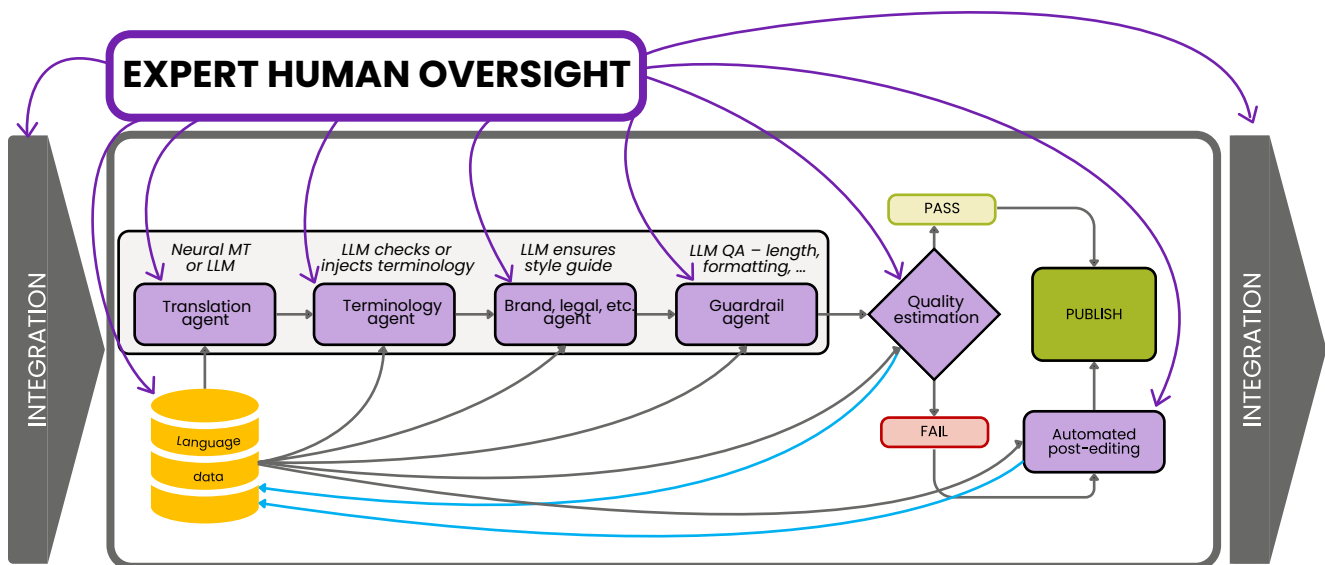 EXPERT HUMAN OVERSIGHT
INTEGRATION
Neural MT
or LLM
LLM checks or
injects terminology
LLM ensures
style guide
LLM QA – length,
formatting, ...
Translation
agent
Terminology
agent
Brand, legal, etc.
agent
Guardrail
agent
Quality
estimation
PASS
PUBLISH
FAIL
Automated
post-editing
Language
data
INTEGRATION